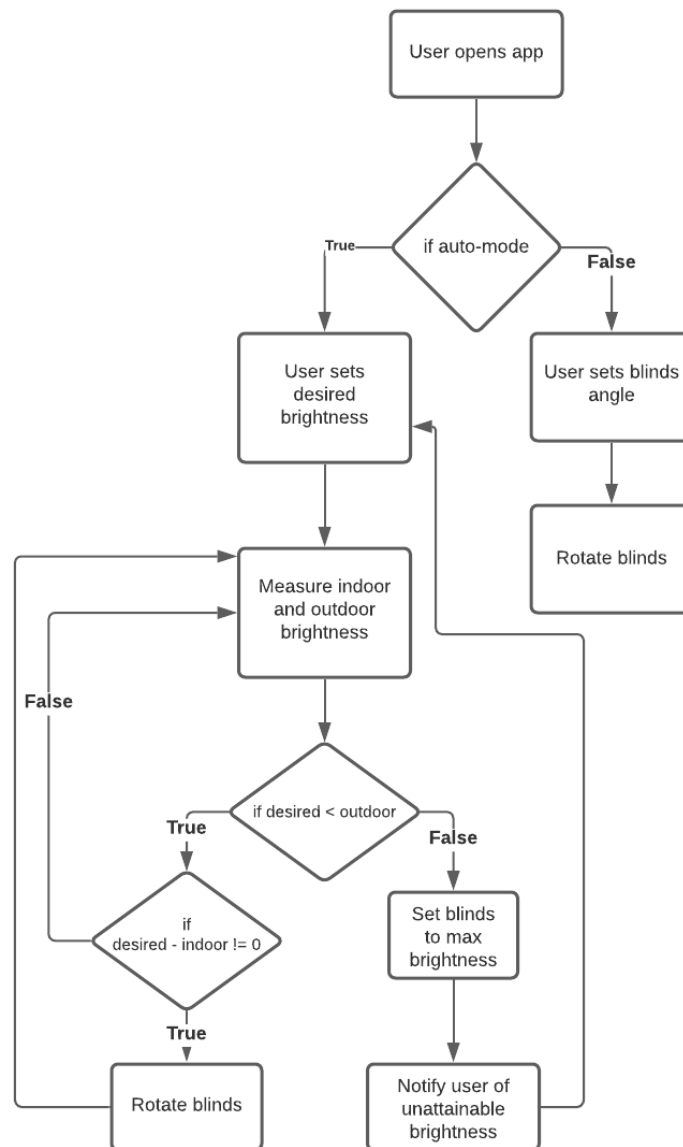 User opens app
if auto-mode
True
False
User sets
desired
brightness
User sets blinds
angle
Rotate blinds
Measure indoor
and outdoor
brightness
False
if desired < outdoor
True
False
if
desired - indoor != 0
Set blinds
to max
brightness
True
Rotate blinds
Notify user of
unattainable
brightness